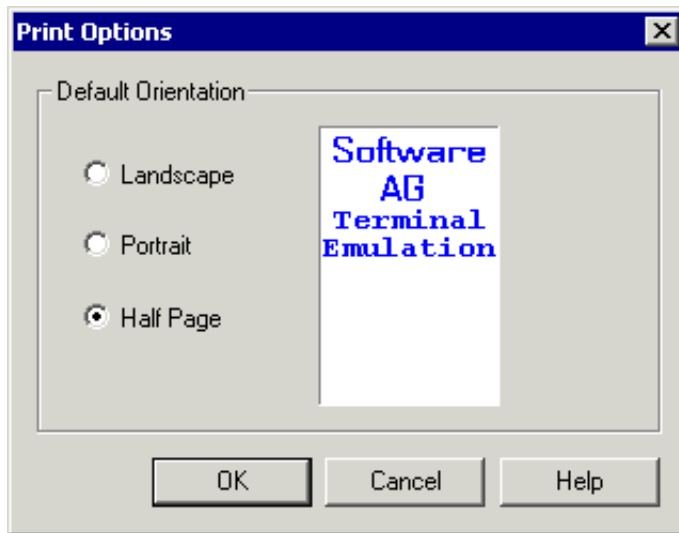 Print Options
Default Orientation
Landscape
Portrait
Half Page
Software
AG
Terminal
Emulation
OK
Cancel
Help